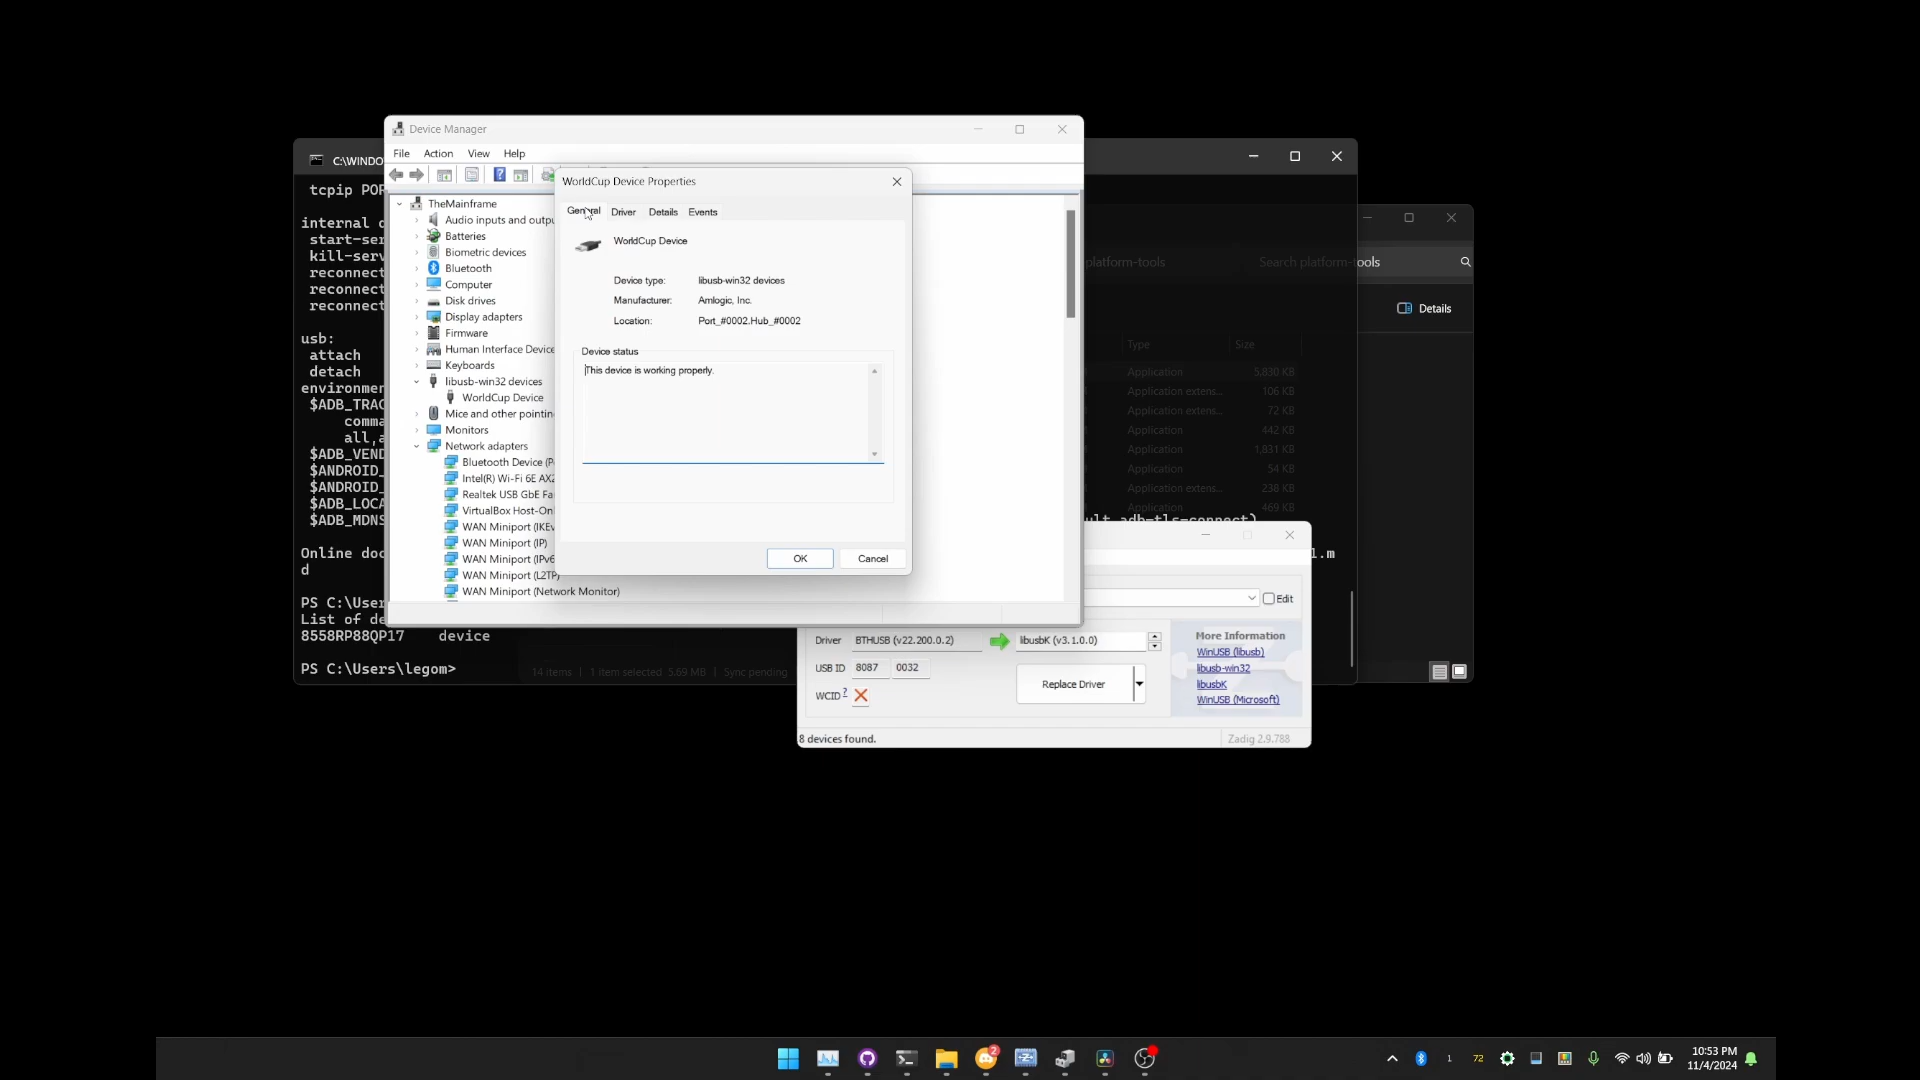 Device Manager
C:\WINDO
File Action View Help
WorldCup Device Properties
General Driver Details Events
WorldCup Device
Device type: libusb-win32 devices
Manufacturer: Amlogic, Inc.
Location: Port_#0002.Hub_#0002
Device status
This device is working properly.
OK Cancel
TheMainframe
Audio inputs and outpu
Batteries
Biometric devices
Bluetooth
Computer
Disk drives
Display adapters
Firmware
Human Interface Device
Keyboards
libusb-win32 devices
WorldCup Device
Mice and other pointin
Monitors
Network adapters
Bluetooth Device (P
Intel(R) Wi-Fi 6E AX2
Realtek USB GbE Fa
VirtualBox Host-Onl
WAN Miniport (IKEv
WAN Miniport (IP)
WAN Miniport (IPv6
WAN Miniport (L2TP)
WAN Miniport (Network Monitor)
tcpip POR
internal d
start-ser
kill-serv
reconnect
reconnect
reconnect
usb:
attach
detach
environmen
$ADB_TRAC
comma
all,a
$ADB_VEND
$ANDROID_
$ANDROID_
$ADB_LOCA
$ADB_MDNS
ult adb-tls-connect)
Online doc
l.m
d
PS C:\User
List of de
8558RP88QP17 device
PS C:\Users\legom>
14 items 1 item selected 5.69 MB Sync pending
platform-tools
Search platform-tools
Details
Type Size
Application 5,830 KB
Application extens... 106 KB
Application extens... 72 KB
Application 442 KB
Application 1,831 KB
Application 54 KB
Application extens... 238 KB
Application 469 KB
Edit
Driver BTHUSB (v22.200.0.2) libusbK (v3.1.0.0)
USB ID 8087 0032
WCID ?
Replace Driver
More Information
WinUSB (libusb)
libusb-win32
libusbK
WinUSB (Microsoft)
8 devices found.
Zadig 2.9.788
2
1
72
10:53 PM
11/4/2024